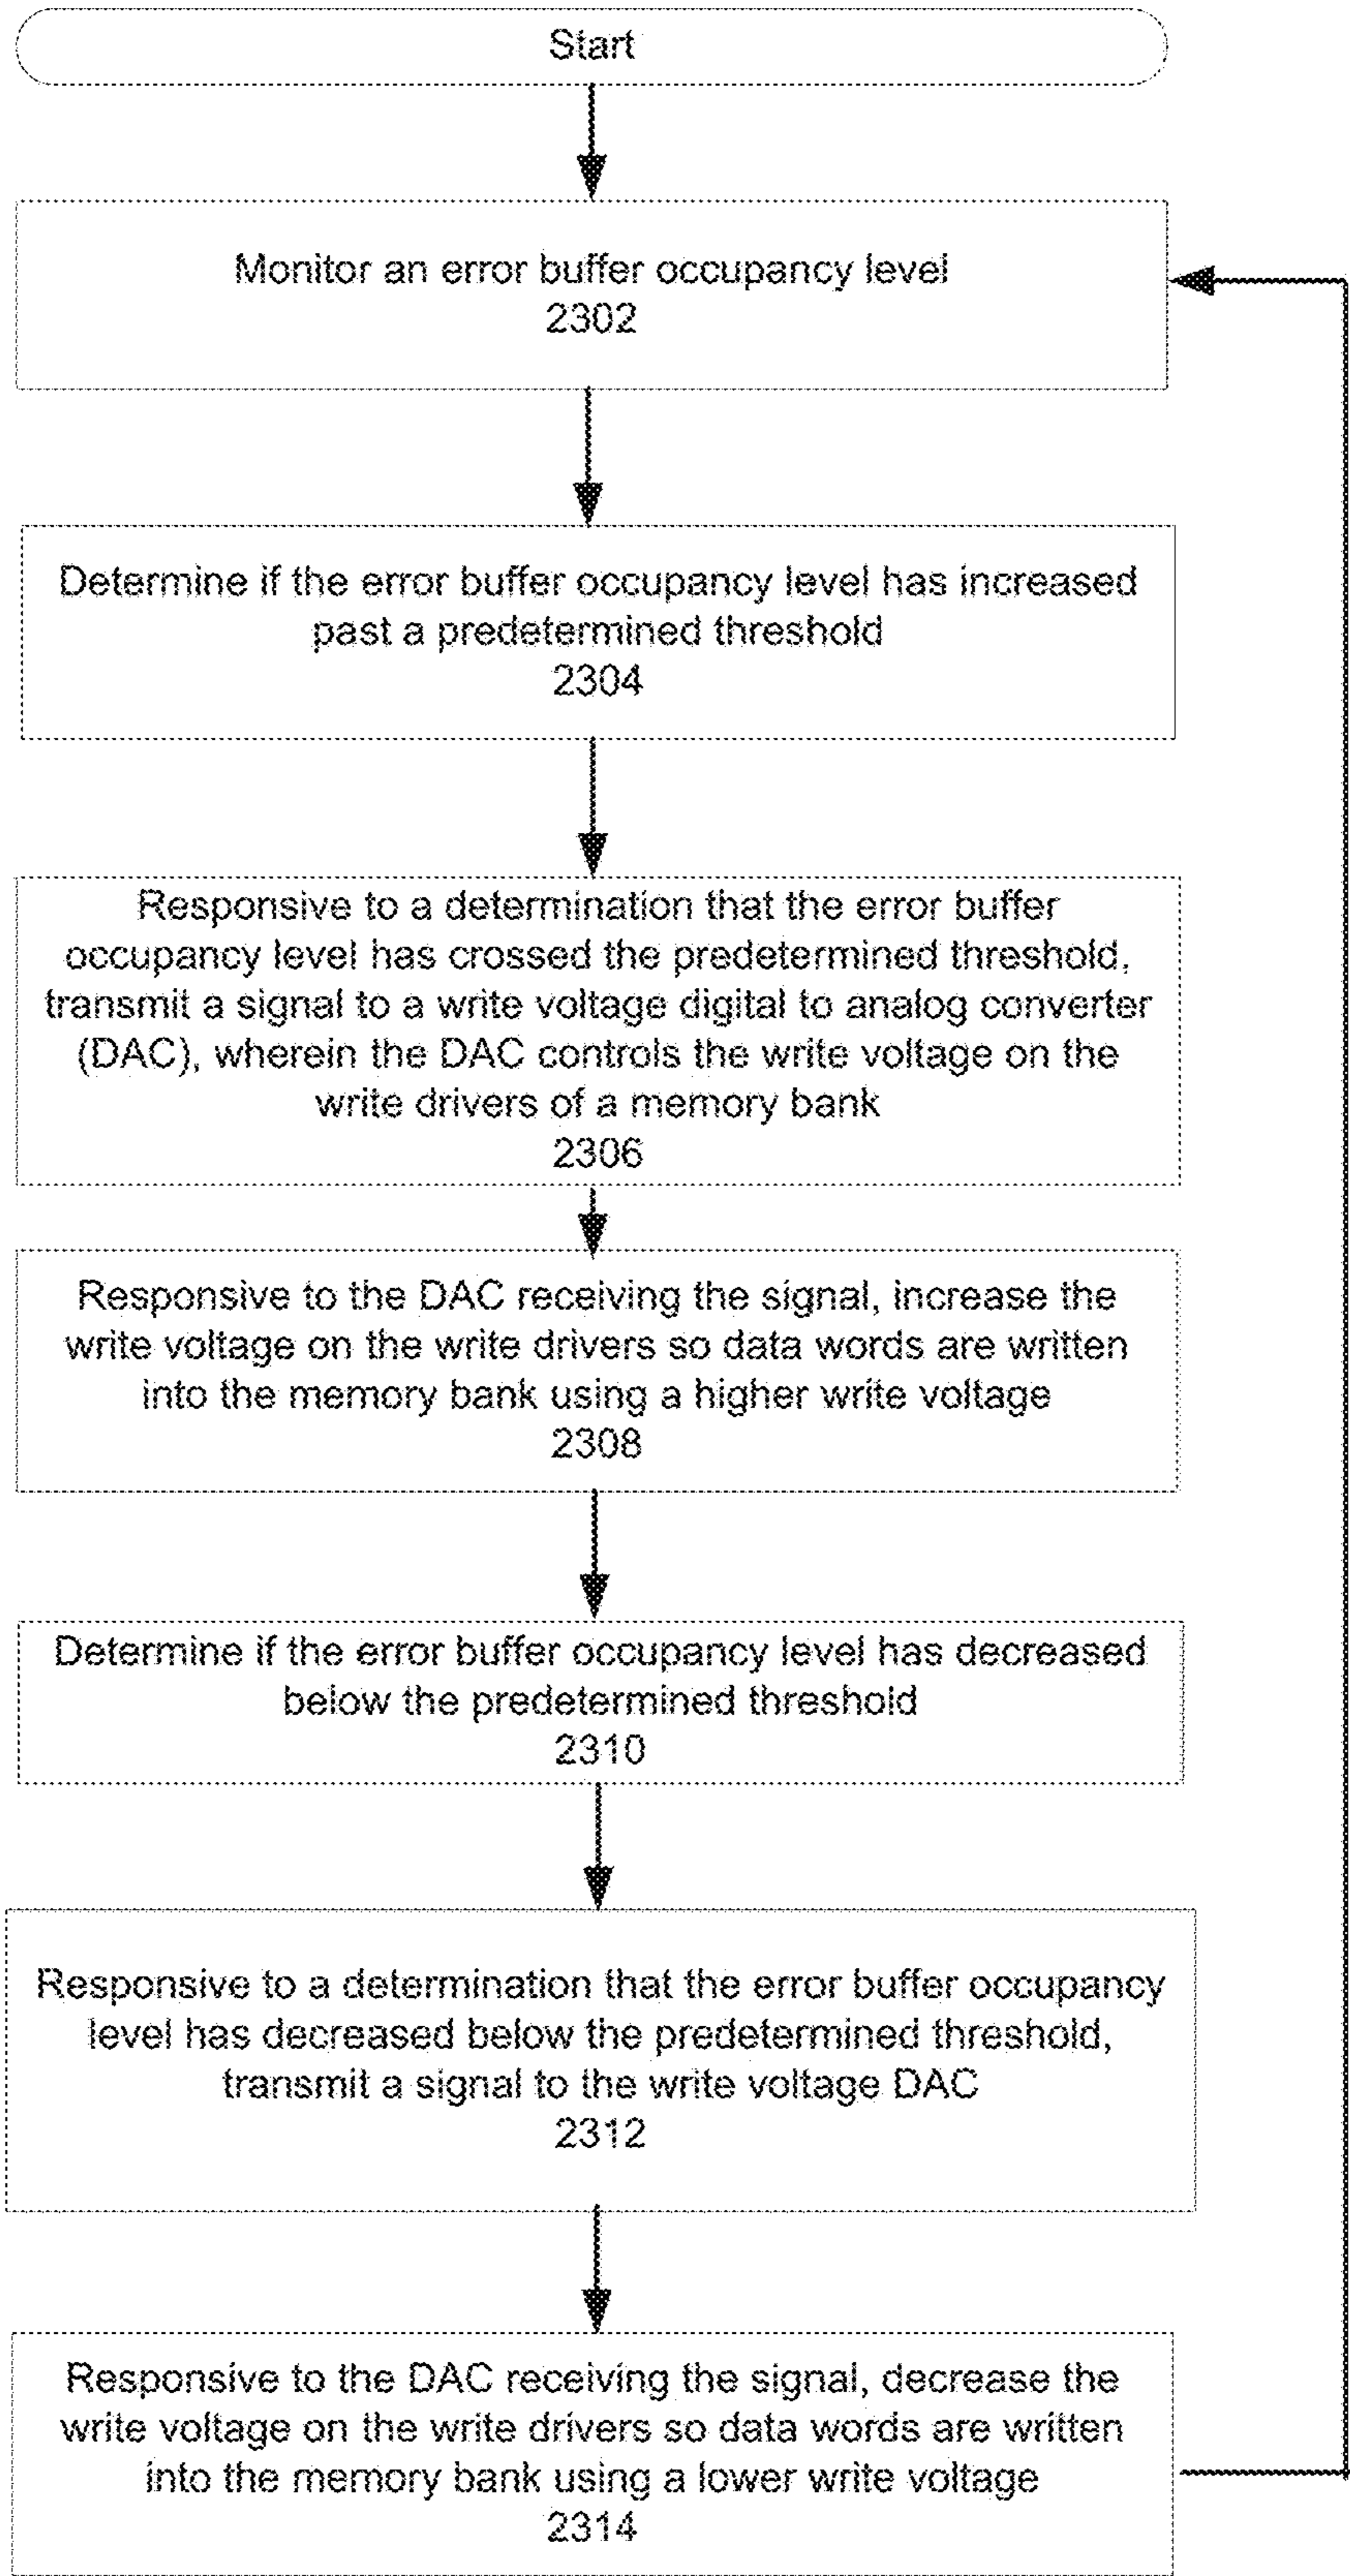 Start
Monitor an error buffer occupancy level
2302
Determine if the error buffer occupancy level has increased
past a predetermined threshold
2304
Responsive to a determination that the error buffer
occupancy level has crossed the predetermined threshold,
transmit a signal to a write voltage digital to analog converter
(DAC), wherein the DAC controls the write voltage on the
write drivers of a memory bank
2306
Responsive to the DAC receiving the signal, increase the
write voltage on the write drivers so data words are written
into the memory bank using a higher write voltage
2308
Determine if the error buffer occupancy level has decreased
below the predetermined threshold
2310
Responsive to a determination that the error buffer occupancy
level has decreased below the predetermined threshold,
transmit a signal to the write voltage DAC
2312
Responsive to the DAC receiving the signal, decrease the
write voltage on the write drivers so data words are written
into the memory bank using a lower write voltage
2314